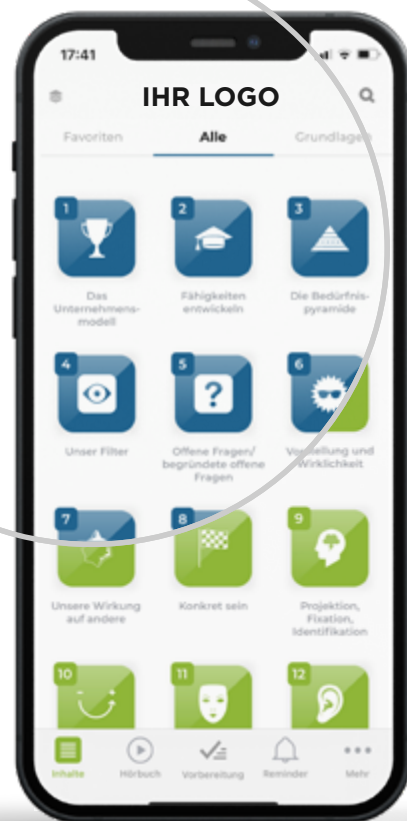 17:41
IHR LOGO
Favoriten Alle Grundlagen
1 2 3
Das
Unternehmens-
modell
Fähigkeiten
entwickeln
Die Bedürfnis-
pyramide
4 5 6
Unser Filter
Offene Fragen/
begründete offene
Fragen
Vorstellung und
Wirklichkeit
7 8 9
Unsere Wirkung
auf andere
Konkret sein
Projektion,
Fixation,
Identifikation
10 11 12
Inhalte Hörbuch Vorbereitung Reminder Mehr